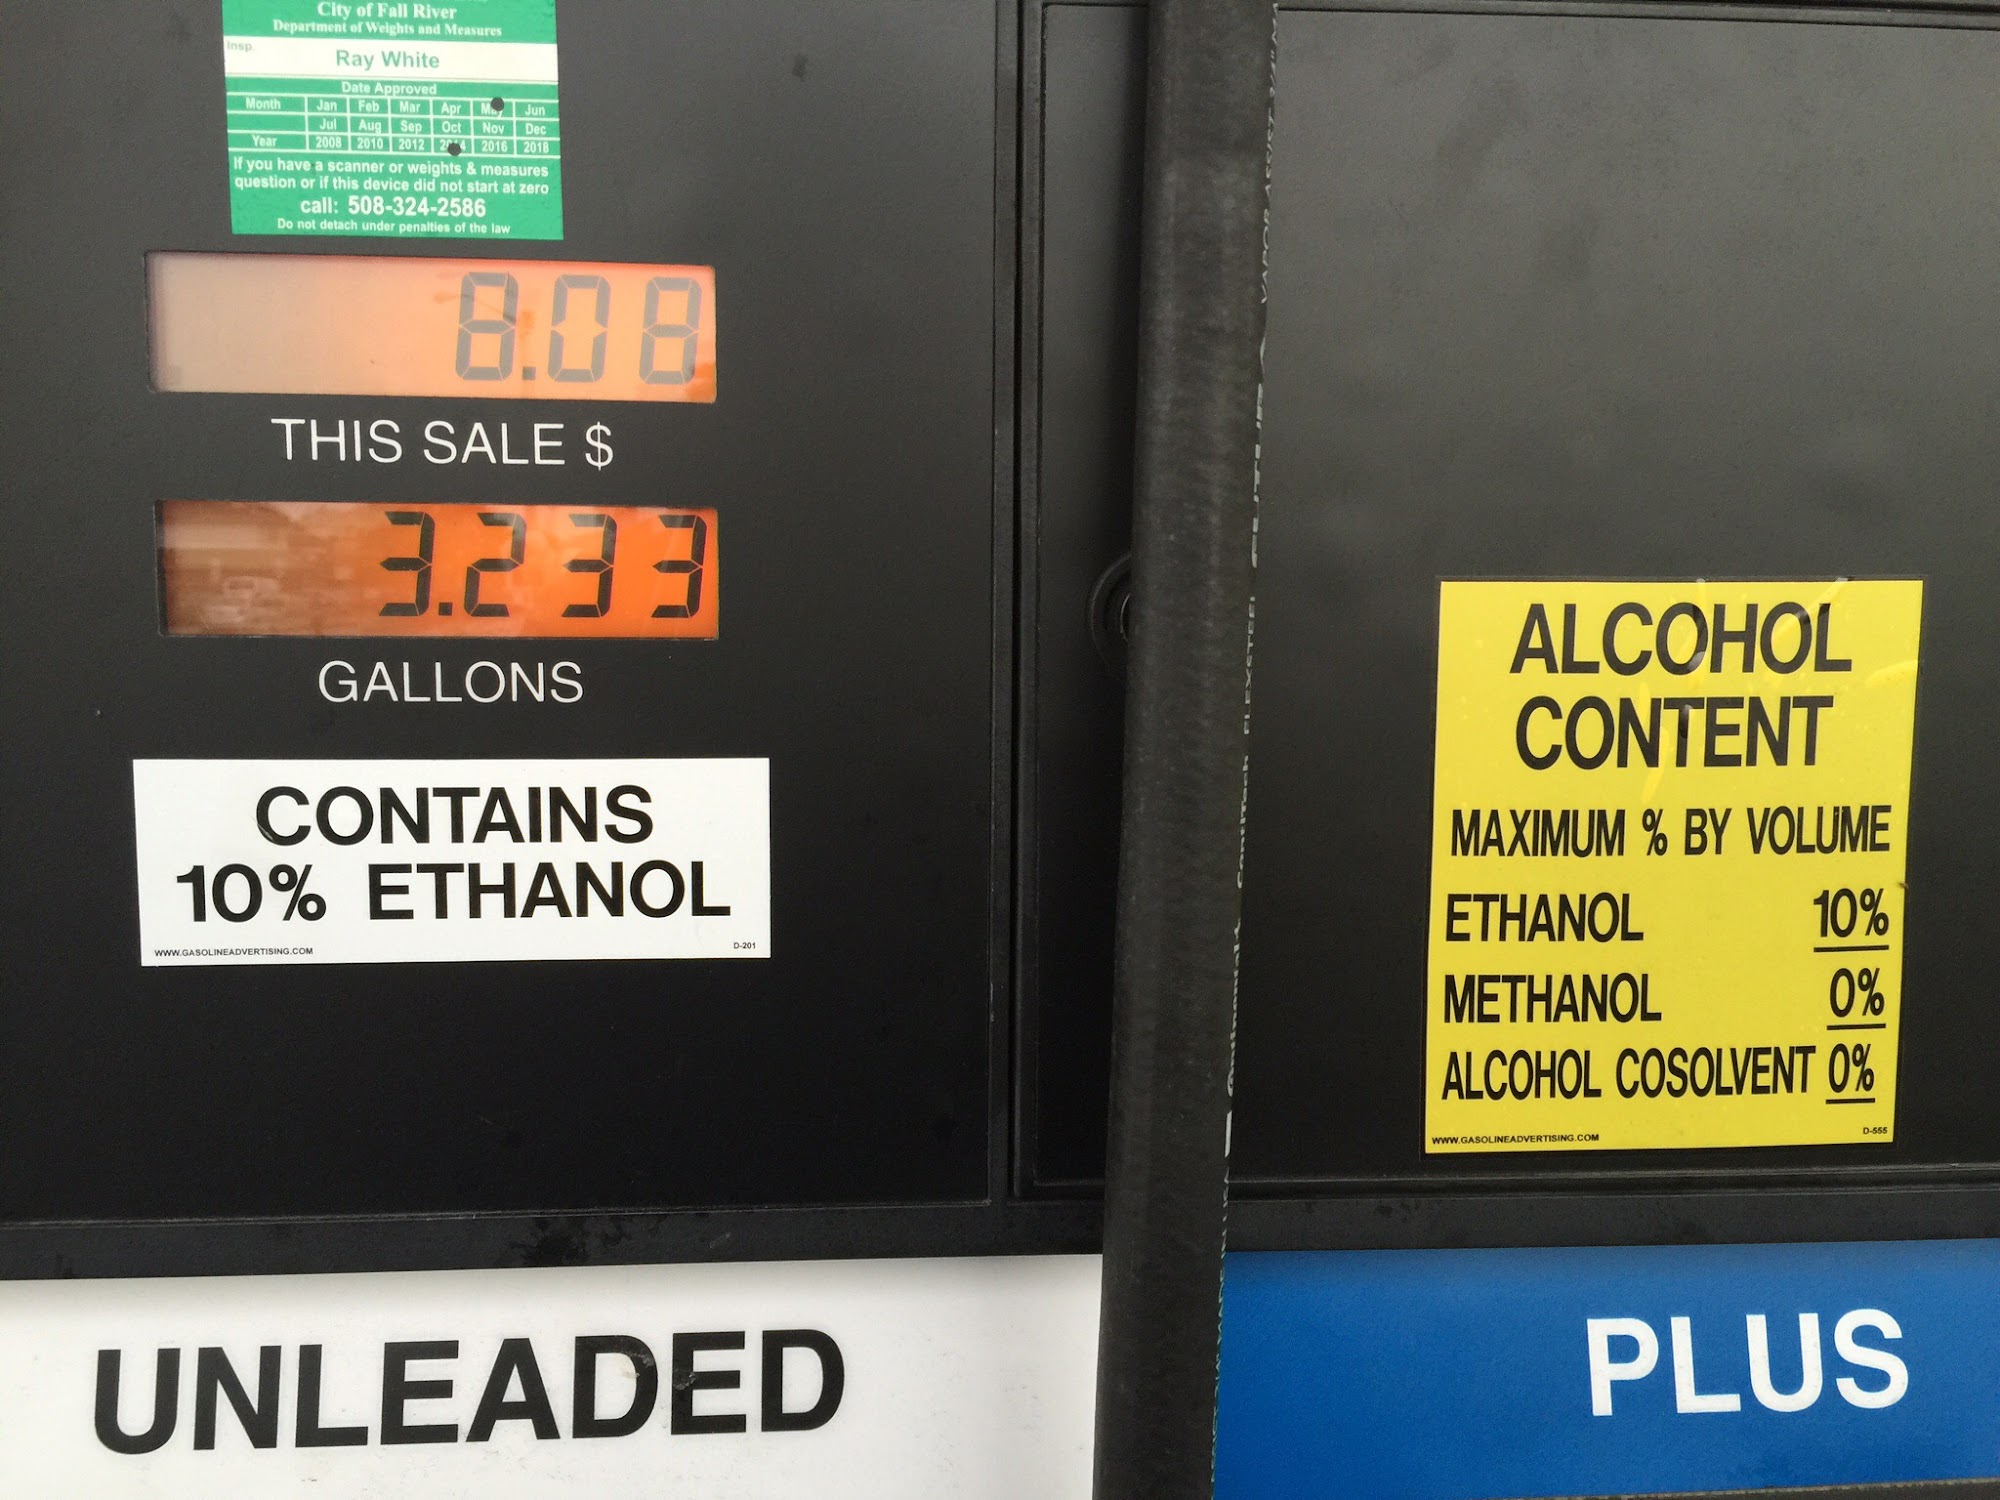 City of Fall River
Department of Weights and Measures
Insp.
Ray White
Date Approved
Month Jan Feb Mar Apr May Jun
Jul Aug Sep Oct Nov Dec
Year 2008 2010 2012 2014 2016 2018
If you have a scanner or weights & measures
question or if this device did not start at zero
call: 508-324-2586
Do not detach under penalties of the law
8.08
THIS SALE $
3.233
GALLONS
CONTAINS
10% ETHANOL
WWW.GASOLINEADVERTISING.COM D-201
UNLEADED
VAPOR ASSIST
FLEXSTEEL
ALCOHOL
CONTENT
MAXIMUM % BY VOLUME
ETHANOL 10%
METHANOL 0%
ALCOHOL COSOLVENT 0%
WWW.GASOLINEADVERTISING.COM D-555
PLUS